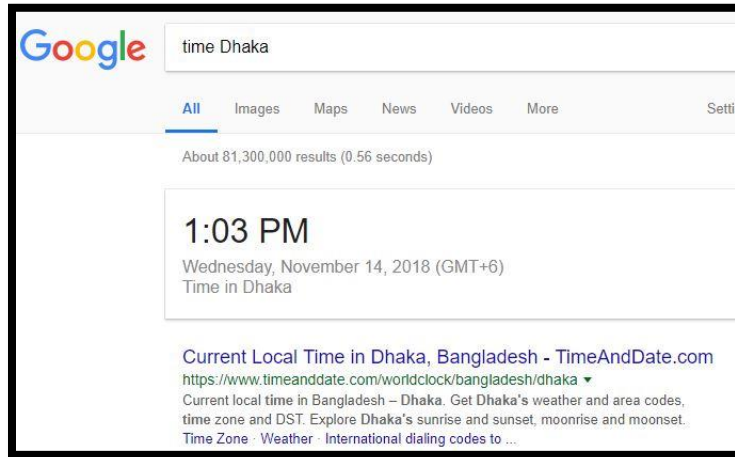 Google
time Dhaka
All Images Maps News Videos More Setti
About 81,300,000 results (0.56 seconds)
1:03 PM
Wednesday, November 14, 2018 (GMT+6)
Time in Dhaka
Current Local Time in Dhaka, Bangladesh - TimeAndDate.com
https://www.timeanddate.com/worldclock/bangladesh/dhaka
Current local time in Bangladesh – Dhaka. Get Dhaka's weather and area codes,
time zone and DST. Explore Dhaka's sunrise and sunset, moonrise and moonset.
Time Zone · Weather · International dialing codes to ...